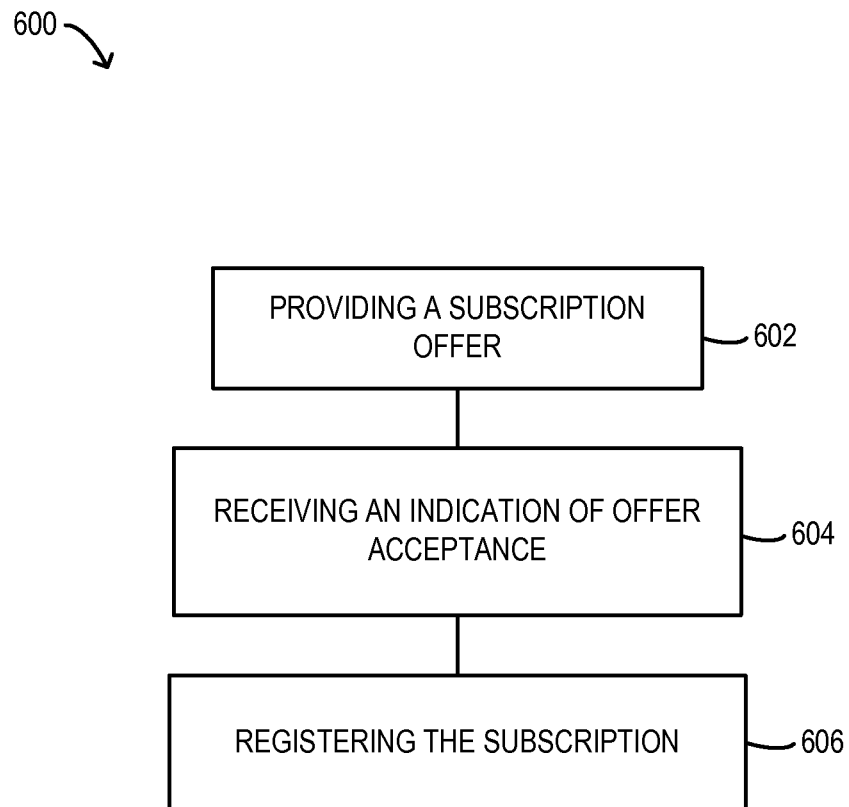 600
PROVIDING A SUBSCRIPTION
OFFER
602
RECEIVING AN INDICATION OF OFFER
ACCEPTANCE
604
REGISTERING THE SUBSCRIPTION
606